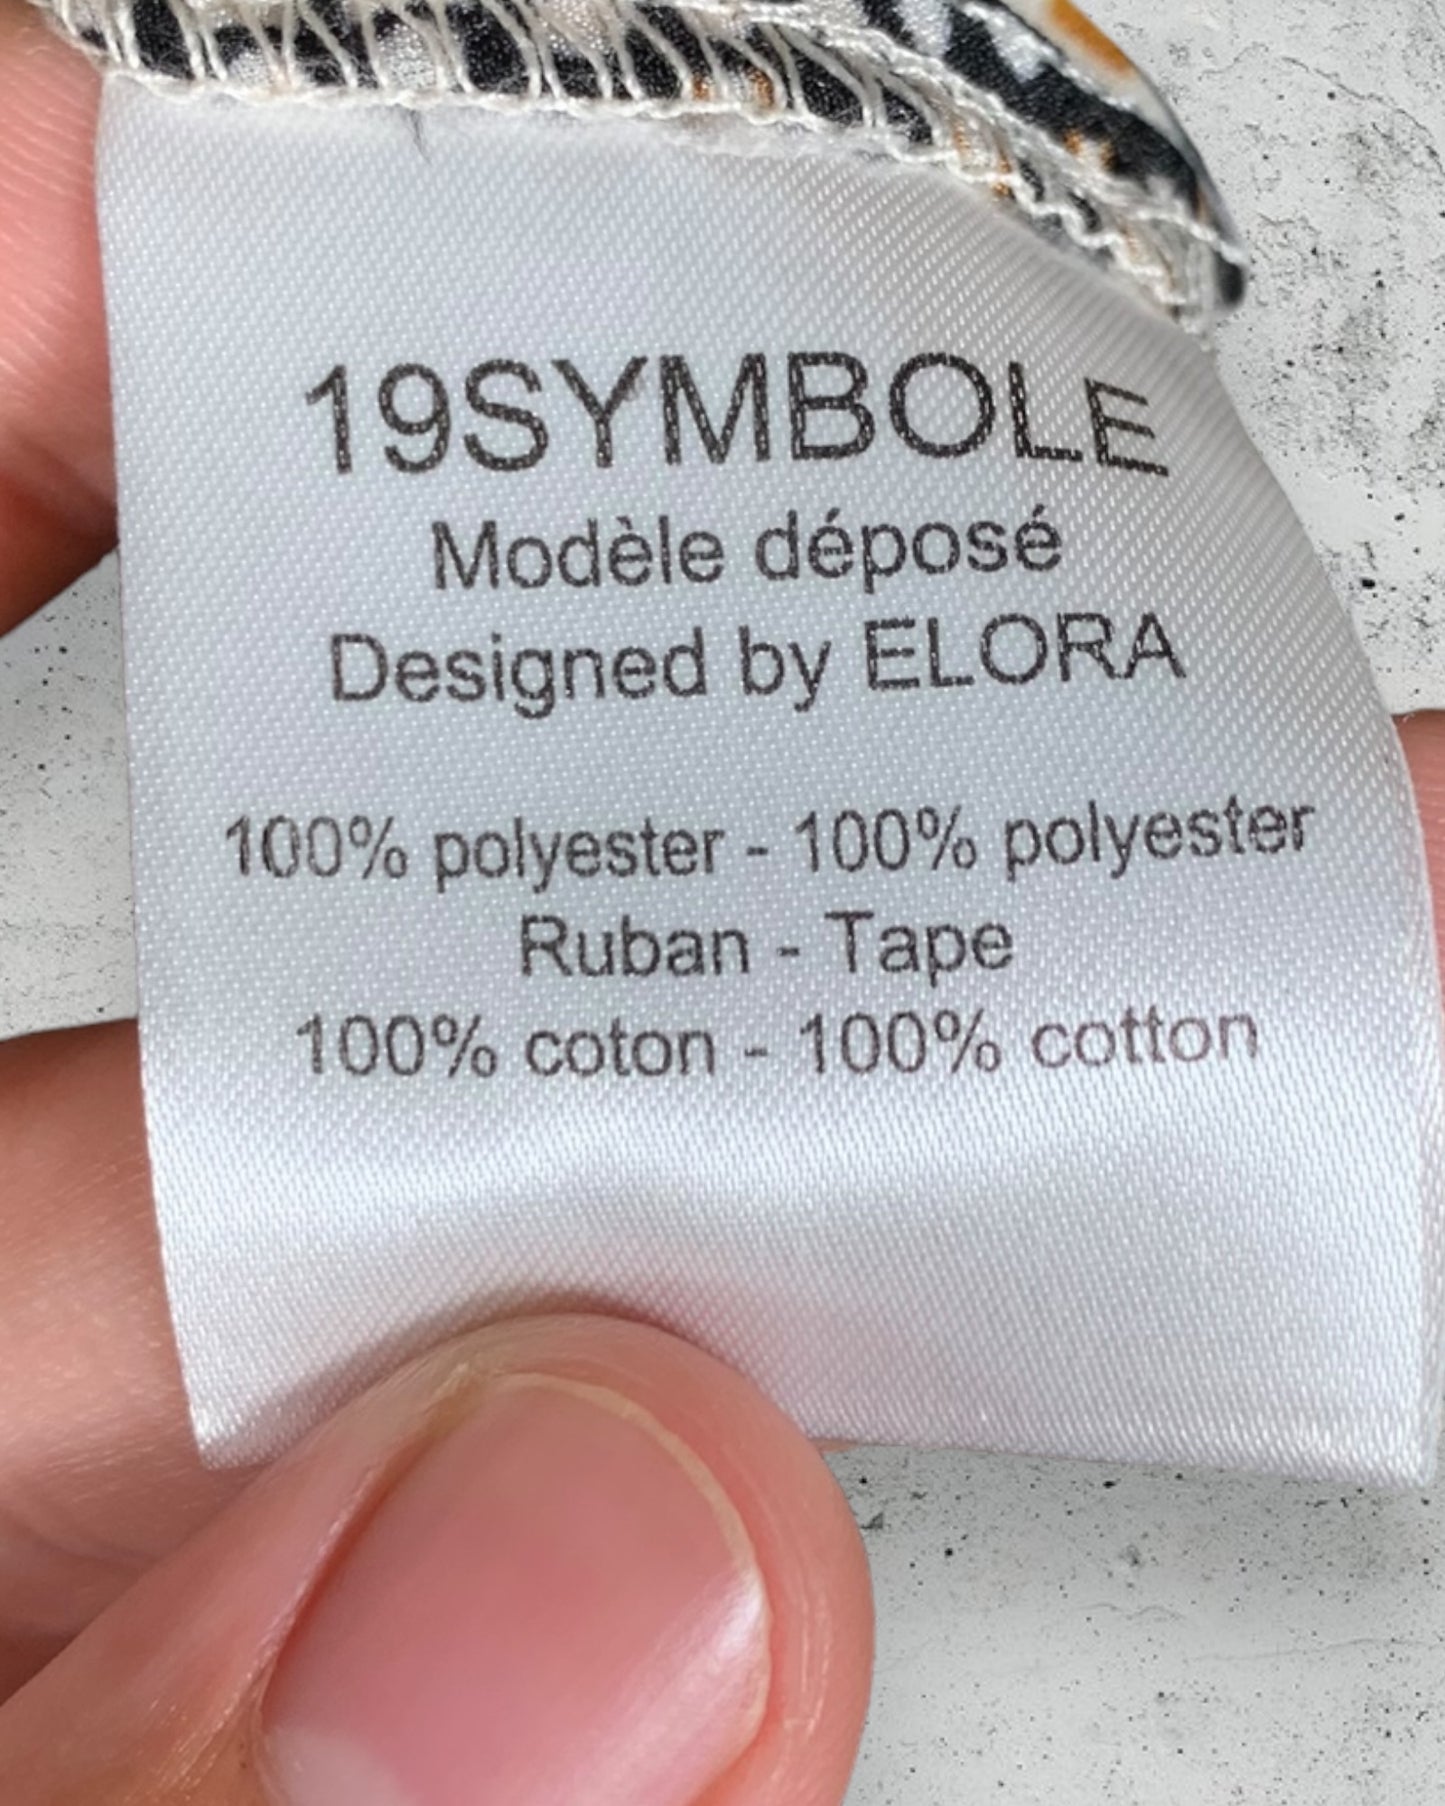 19SYMBOLE
Modèle déposé
Designed by ELORA
100% polyester - 100% polyester
Ruban - Tape
100% coton - 100% cotton